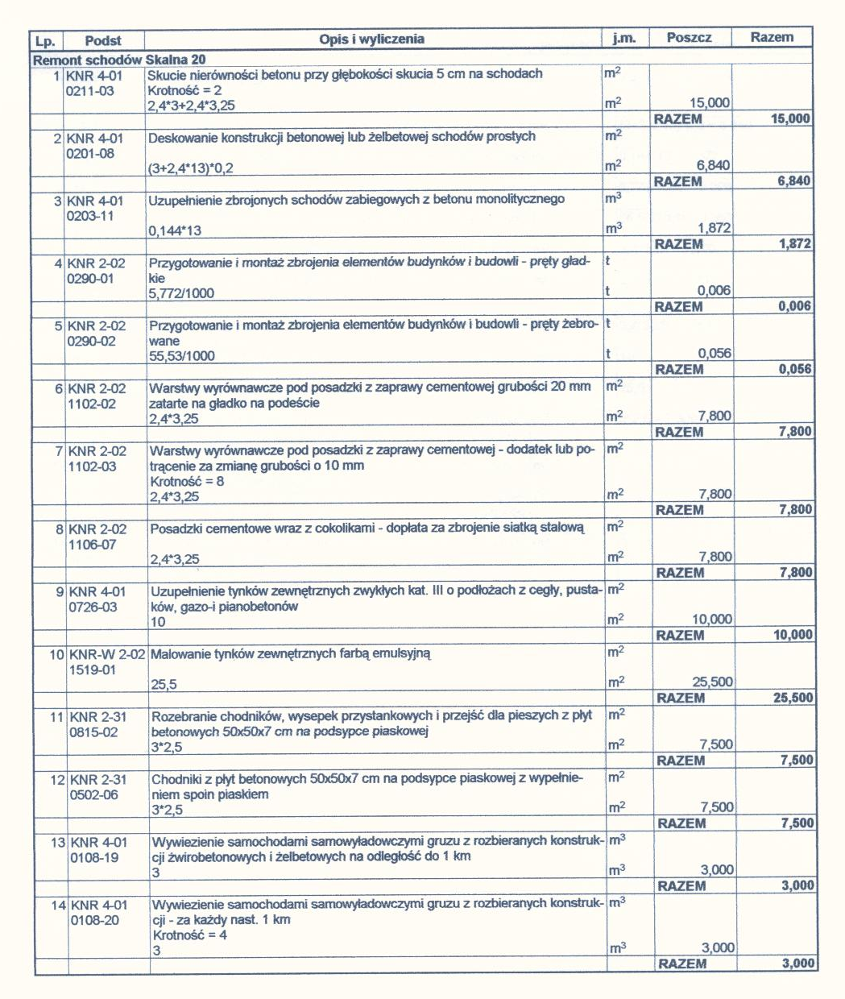 Lp. Podst Opis i wyliczenia j.m. Poszcz Razem
Remont schodów Skalna 20
1 KNR 4-01 Skucie nierówności betonu przy głębokości skucia 5 cm na schodach m²
0211-03 Krotność = 2
2,4*3+2,4*3,25 m² 15,000
RAZEM 15,000
2 KNR 4-01 Deskowanie konstrukcji betonowej lub żelbetowej schodów prostych m²
0201-08
(3+2,4*13)*0,2 m² 6,840
RAZEM 6,840
3 KNR 4-01 Uzupełnienie zbrojonych schodów zabiegowych z betonu monolitycznego m³
0203-11
0,144*13 m³ 1,872
RAZEM 1,872
4 KNR 2-02 Przygotowanie i montaż zbrojenia elementów budynków i budowli - pręty gład- t
0290-01 kie
5,772/1000 t 0,006
RAZEM 0,006
5 KNR 2-02 Przygotowanie i montaż zbrojenia elementów budynków i budowli - pręty żebro- t
0290-02 wane
55,53/1000 t 0,056
RAZEM 0,056
6 KNR 2-02 Warstwy wyrównawcze pod posadzki z zaprawy cementowej grubości 20 mm m²
1102-02 zatarte na gładko na podeście
2,4*3,25 m² 7,800
RAZEM 7,800
7 KNR 2-02 Warstwy wyrównawcze pod posadzki z zaprawy cementowej - dodatek lub po- m²
1102-03 trącenie za zmianę grubości o 10 mm
Krotność = 8
2,4*3,25 m² 7,800
RAZEM 7,800
8 KNR 2-02 Posadzki cementowe wraz z cokolikami - dopłata za zbrojenie siatką stalową m²
1106-07
2,4*3,25 m² 7,800
RAZEM 7,800
9 KNR 4-01 Uzupełnienie tynków zewnętrznych zwykłych kat. III o podłożach z cegły, pusta- m²
0726-03 ków, gazo-i pianobetonów
10 m² 10,000
RAZEM 10,000
10 KNR-W 2-02 Malowanie tynków zewnętrznych farbą emulsyjną m²
1519-01
25,5 m² 25,500
RAZEM 25,500
11 KNR 2-31 Rozebranie chodników, wysepek przystankowych i przejść dla pieszych z płyt m²
0815-02 betonowych 50x50x7 cm na podsypce piaskowej
3*2,5 m² 7,500
RAZEM 7,500
12 KNR 2-31 Chodniki z płyt betonowych 50x50x7 cm na podsypce piaskowej z wypełnie- m²
0502-06 niem spoin piaskiem
3*2,5 m² 7,500
RAZEM 7,500
13 KNR 4-01 Wywiezienie samochodami samowyładowczymi gruzu z rozbieranych konstruk- m³
0108-19 cji żwirobetonowych i żelbetowych na odległość do 1 km
3 m³ 3,000
RAZEM 3,000
14 KNR 4-01 Wywiezienie samochodami samowyładowczymi gruzu z rozbieranych konstruk- m³
0108-20 cji - za każdy nast. 1 km
Krotność = 4
3 m³ 3,000
RAZEM 3,000